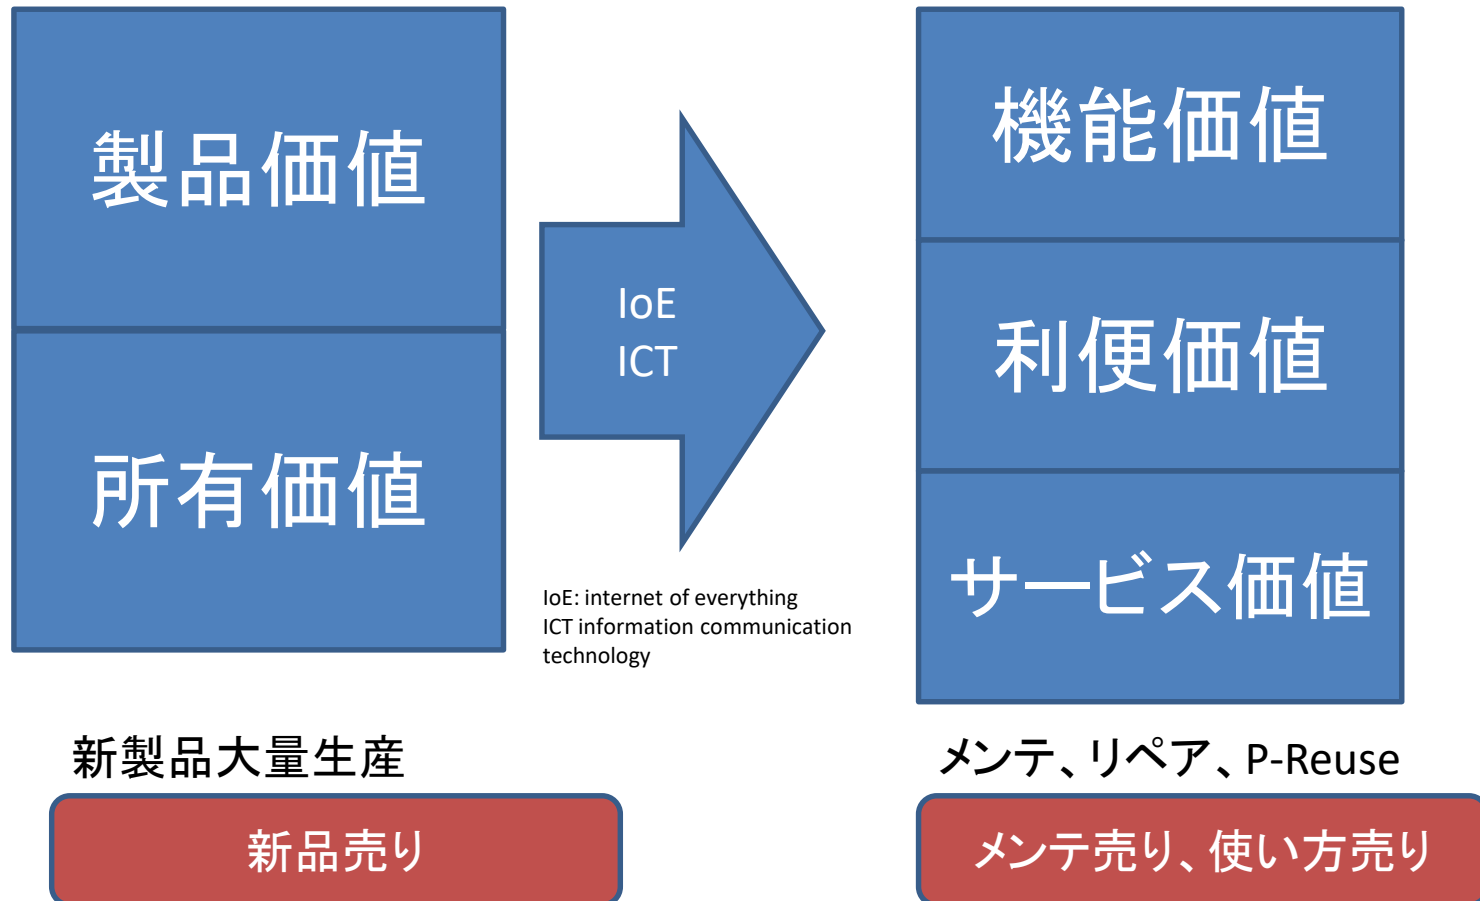 製品価値
所有価値
IoE
ICT
IoE: internet of everything
ICT information communication
technology
機能価値
利便価値
サービス価値
新製品大量生産
新品売り
メンテ、リペア、P-Reuse
メンテ売り、使い方売り